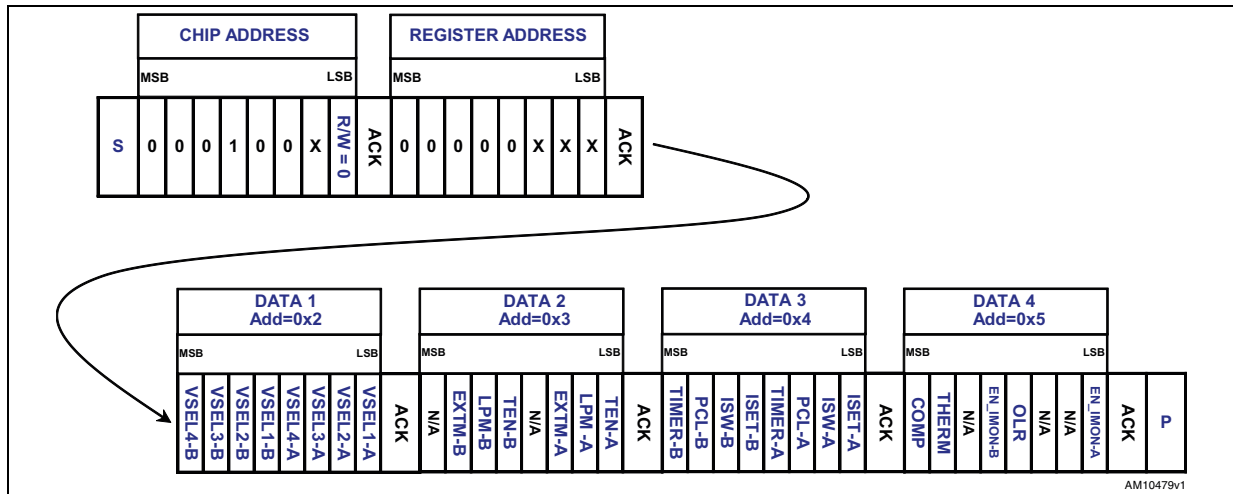 CHIP ADDRESS REGISTER ADDRESS
MSB LSB MSB LSB
S 0 0 0 1 0 0 X R/W = 0 ACK 0 0 0 0 0 X X X ACK
DATA 1 DATA 2 DATA 3 DATA 4
Add=0x2 Add=0x3 Add=0x4 Add=0x5
MSB LSB MSB LSB MSB LSB MSB LSB
VSEL4-B VSEL3-B VSEL2-B VSEL1-B VSEL4-A VSEL3-A VSEL2-A VSEL1-A ACK N/A EXTM-B LPM-B TEN-B N/A EXTM-A LPM -A TEN-A ACK TIMER-B PCL-B ISW-B ISET-B TIMER-A PCL-A ISW-A ISET-A ACK COMP THERM N/A EN_IMON-B OLR N/A N/A EN_IMON-A ACK P
AM10479v1